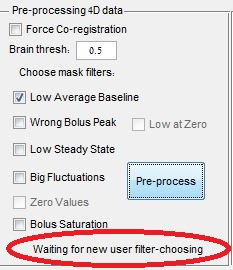 Pre-processing 4D data
Force Co-registration
Brain thresh: 0.5
Choose mask filters:
Low Average Baseline
Wrong Bolus Peak Low at Zero
Low Steady State
Big Fluctuations
Pre-process
Zero Values
Bolus Saturation
Waiting for new user filter-choosing